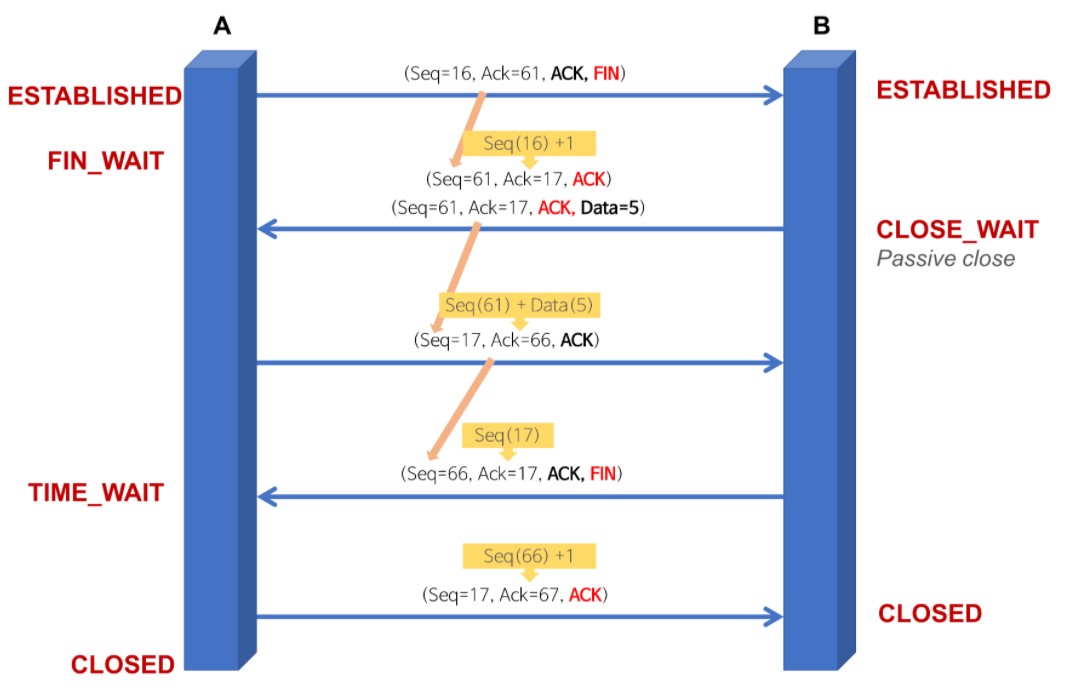 A
B
(Seq=16, Ack=61, ACK, FIN)
ESTABLISHED
ESTABLISHED
Seq(16) +1
FIN_WAIT
(Seq=61, Ack=17, ACK)
(Seq=61, Ack=17, ACK, Data=5)
CLOSE_WAIT
Passive close
Seq(61) + Data(5)
(Seq=17, Ack=66, ACK)
Seq(17)
(Seq=66, Ack=17, ACK, FIN)
TIME_WAIT
Seq(66) +1
(Seq=17, Ack=67, ACK)
CLOSED
CLOSED